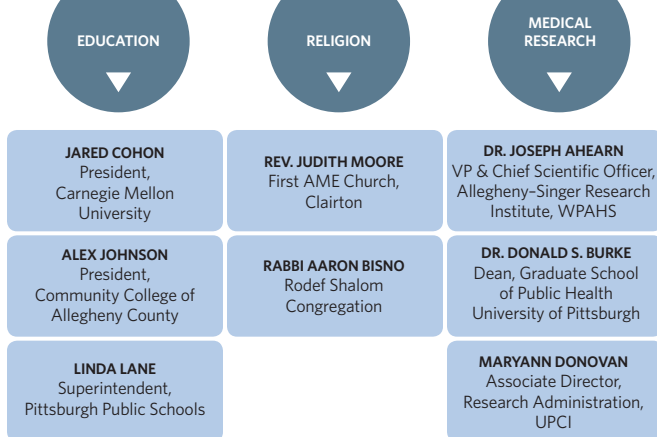 EDUCATION
JARED COHON
President,
Carnegie Mellon
University
ALEX JOHNSON
President,
Community College of
Allegheny County
LINDA LANE
Superintendent,
Pittsburgh Public Schools
RELIGION
REV. JUDITH MOORE
First AME Church,
Clairton
RABBI AARON BISNO
Rodef Shalom
Congregation
MEDICAL
RESEARCH
DR. JOSEPH AHEARN
VP & Chief Scientific Officer,
Allegheny–Singer Research
Institute, WPAHS
DR. DONALD S. BURKE
Dean, Graduate School
of Public Health
University of Pittsburgh
MARYANN DONOVAN
Associate Director,
Research Administration,
UPCI